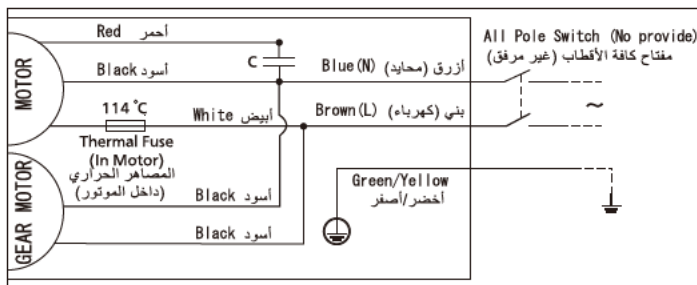 Red أحمر
All Pole Switch (No provide)
مفتاح كافة الأقطاب (غير مرفق)
C
Black أسود
Blue(N) أزرق (محايد)
MOTOR
114℃
White أبيض
Brown(L) بني (كهرباء)
~
Thermal Fuse
(In Motor)
المصاهر الحراري
(داخل الموتور)
Green/Yellow
أخضر/أصفر
Black أسود
GEAR MOTOR
Black أسود